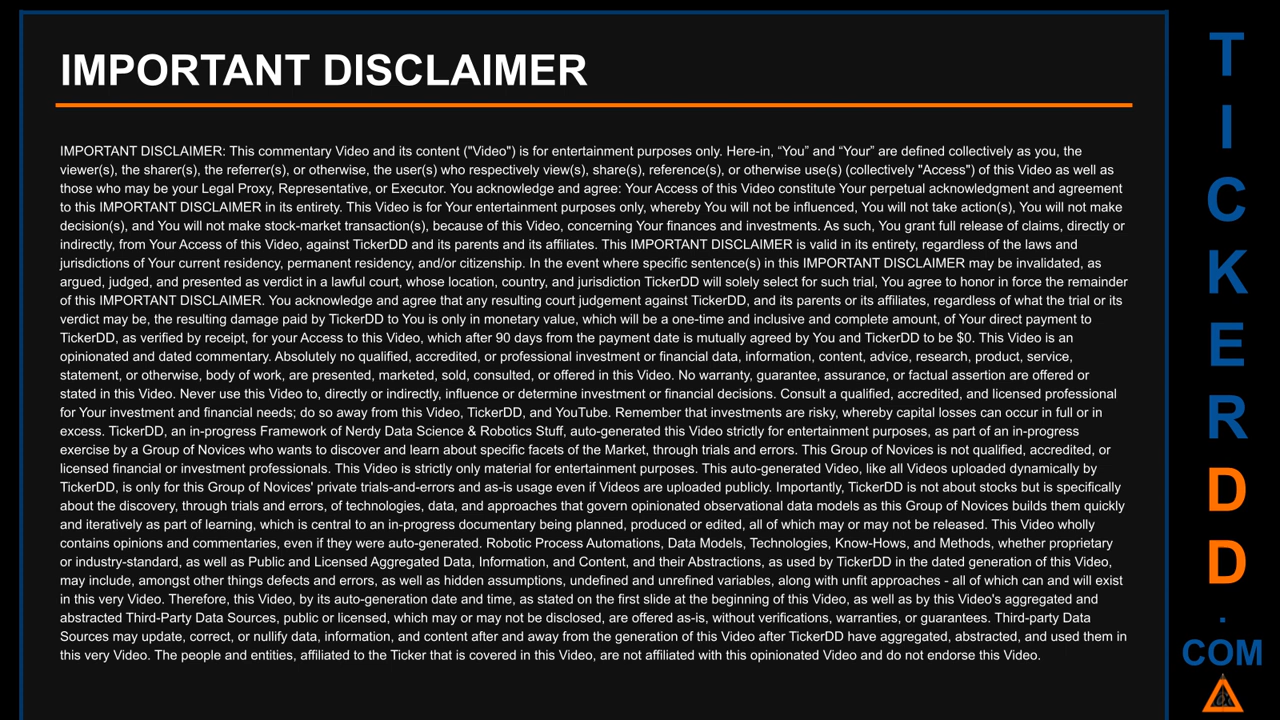 IMPORTANT DISCLAIMER
IMPORTANT DISCLAIMER: This commentary Video and its content ("Video") is for entertainment purposes only. Here-in, “You” and “Your” are defined collectively as you, the
viewer(s), the sharer(s), the referrer(s), or otherwise, the user(s) who respectively view(s), share(s), reference(s), or otherwise use(s) (collectively "Access") of this Video as well as
those who may be your Legal Proxy, Representative, or Executor. You acknowledge and agree: Your Access of this Video constitute Your perpetual acknowledgment and agreement
to this IMPORTANT DISCLAIMER in its entirety. This Video is for Your entertainment purposes only, whereby You will not be influenced, You will not take action(s), You will not make
decision(s), and You will not make stock-market transaction(s), because of this Video, concerning Your finances and investments. As such, You grant full release of claims, directly or
indirectly, from Your Access of this Video, against TickerDD and its parents and its affiliates. This IMPORTANT DISCLAIMER is valid in its entirety, regardless of the laws and
jurisdictions of Your current residency, permanent residency, and/or citizenship. In the event where specific sentence(s) in this IMPORTANT DISCLAIMER may be invalidated, as
argued, judged, and presented as verdict in a lawful court, whose location, country, and jurisdiction TickerDD will solely select for such trial, You agree to honor in force the remainder
of this IMPORTANT DISCLAIMER. You acknowledge and agree that any resulting court judgement against TickerDD, and its parents or its affiliates, regardless of what the trial or its
verdict may be, the resulting damage paid by TickerDD to You is only in monetary value, which will be a one-time and inclusive and complete amount, of Your direct payment to
TickerDD, as verified by receipt, for your Access to this Video, which after 90 days from the payment date is mutually agreed by You and TickerDD to be $0. This Video is an
opinionated and dated commentary. Absolutely no qualified, accredited, or professional investment or financial data, information, content, advice, research, product, service,
statement, or otherwise, body of work, are presented, marketed, sold, consulted, or offered in this Video. No warranty, guarantee, assurance, or factual assertion are offered or
stated in this Video. Never use this Video to, directly or indirectly, influence or determine investment or financial decisions. Consult a qualified, accredited, and licensed professional
for Your investment and financial needs; do so away from this Video, TickerDD, and YouTube. Remember that investments are risky, whereby capital losses can occur in full or in
excess. TickerDD, an in-progress Framework of Nerdy Data Science & Robotics Stuff, auto-generated this Video strictly for entertainment purposes, as part of an in-progress
exercise by a Group of Novices who wants to discover and learn about specific facets of the Market, through trials and errors. This Group of Novices is not qualified, accredited, or
licensed financial or investment professionals. This Video is strictly only material for entertainment purposes. This auto-generated Video, like all Videos uploaded dynamically by
TickerDD, is only for this Group of Novices' private trials-and-errors and as-is usage even if Videos are uploaded publicly. Importantly, TickerDD is not about stocks but is specifically
about the discovery, through trials and errors, of technologies, data, and approaches that govern opinionated observational data models as this Group of Novices builds them quickly
and iteratively as part of learning, which is central to an in-progress documentary being planned, produced or edited, all of which may or may not be released. This Video wholly
contains opinions and commentaries, even if they were auto-generated. Robotic Process Automations, Data Models, Technologies, Know-Hows, and Methods, whether proprietary
or industry-standard, as well as Public and Licensed Aggregated Data, Information, and Content, and their Abstractions, as used by TickerDD in the dated generation of this Video,
may include, amongst other things defects and errors, as well as hidden assumptions, undefined and unrefined variables, along with unfit approaches - all of which can and will exist
in this very Video. Therefore, this Video, by its auto-generation date and time, as stated on the first slide at the beginning of this Video, as well as by this Video's aggregated and
abstracted Third-Party Data Sources, public or licensed, which may or may not be disclosed, are offered as-is, without verifications, warranties, or guarantees. Third-party Data
Sources may update, correct, or nullify data, information, and content after and away from the generation of this Video after TickerDD have aggregated, abstracted, and used them in
this very Video. The people and entities, affiliated to the Ticker that is covered in this Video, are not affiliated with this opinionated Video and do not endorse this Video.
T
I
C
K
E
R
D
D
.
COM